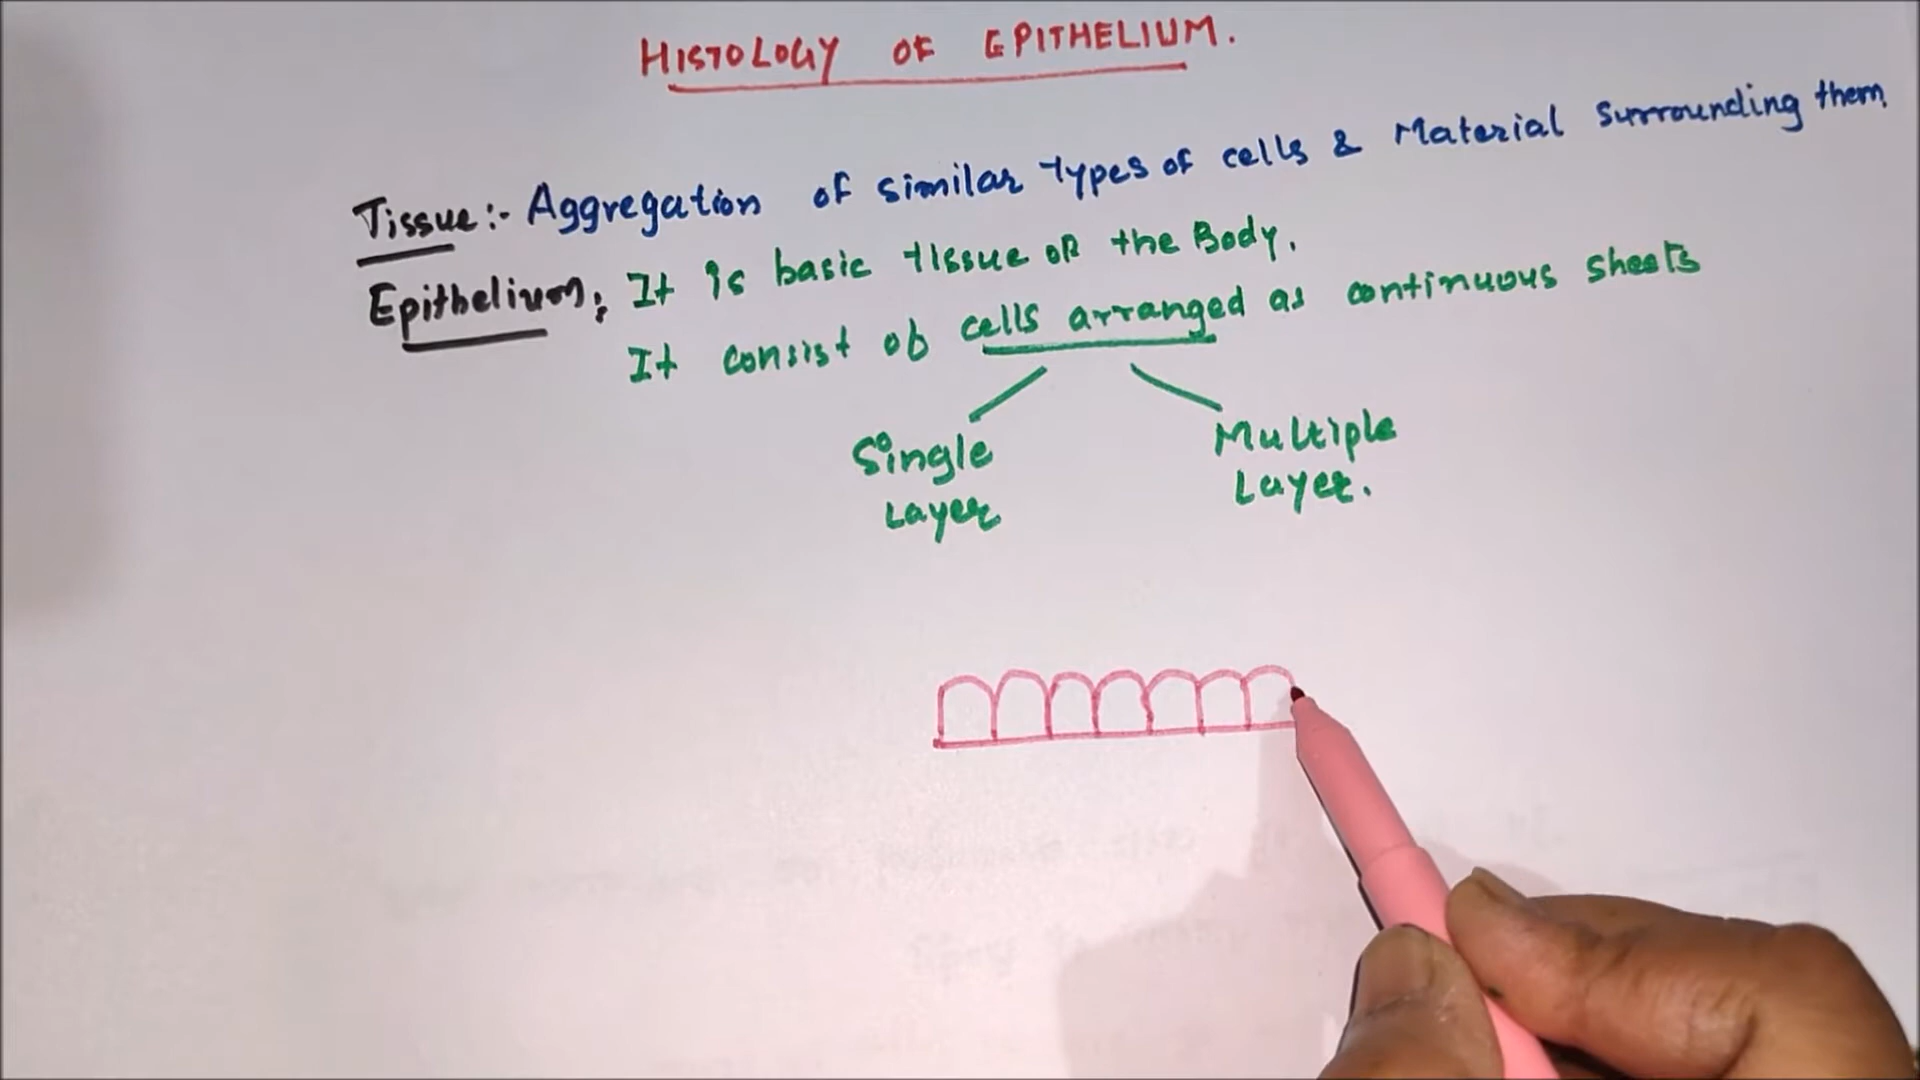 HISTOLOGY OF EPITHELIUM.
Tissue:- Aggregation of similar types of cells & Material surrounding them.
Epithelium: It is basic tissue of the Body.
It consist of cells arranged as continuous sheets
Single Layer
Multiple Layer.